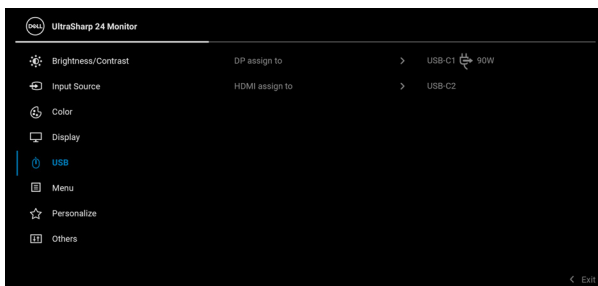 DELL UltraSharp 24 Monitor
Brightness/Contrast DP assign to > USB-C1 90W
Input Source HDMI assign to > USB-C2
Color
Display
USB
Menu
Personalize
Others
< Exit